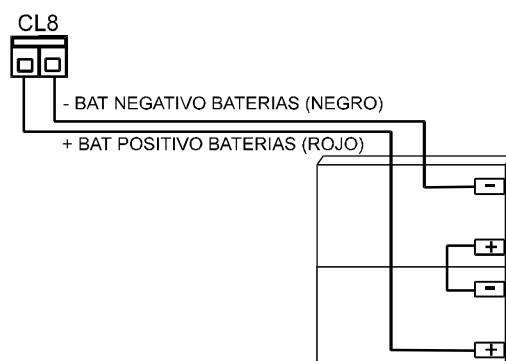 CL8
- BAT NEGATIVO BATERIAS (NEGRO)
+ BAT POSITIVO BATERIAS (ROJO)
-
+
-
+